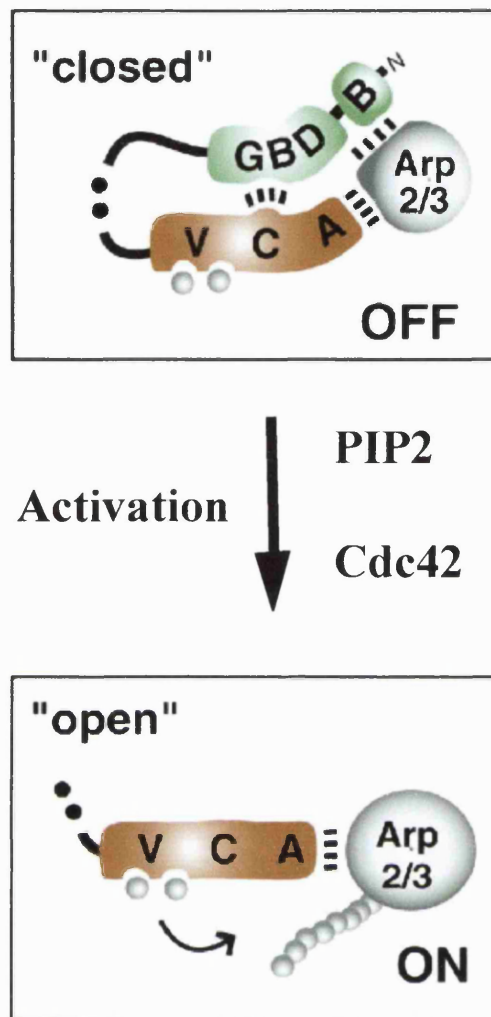 "closed"
N
B
GBD
Arp
2/3
V C A
OFF
PIP2
Activation
Cdc42
"open"
V C A
Arp
2/3
ON